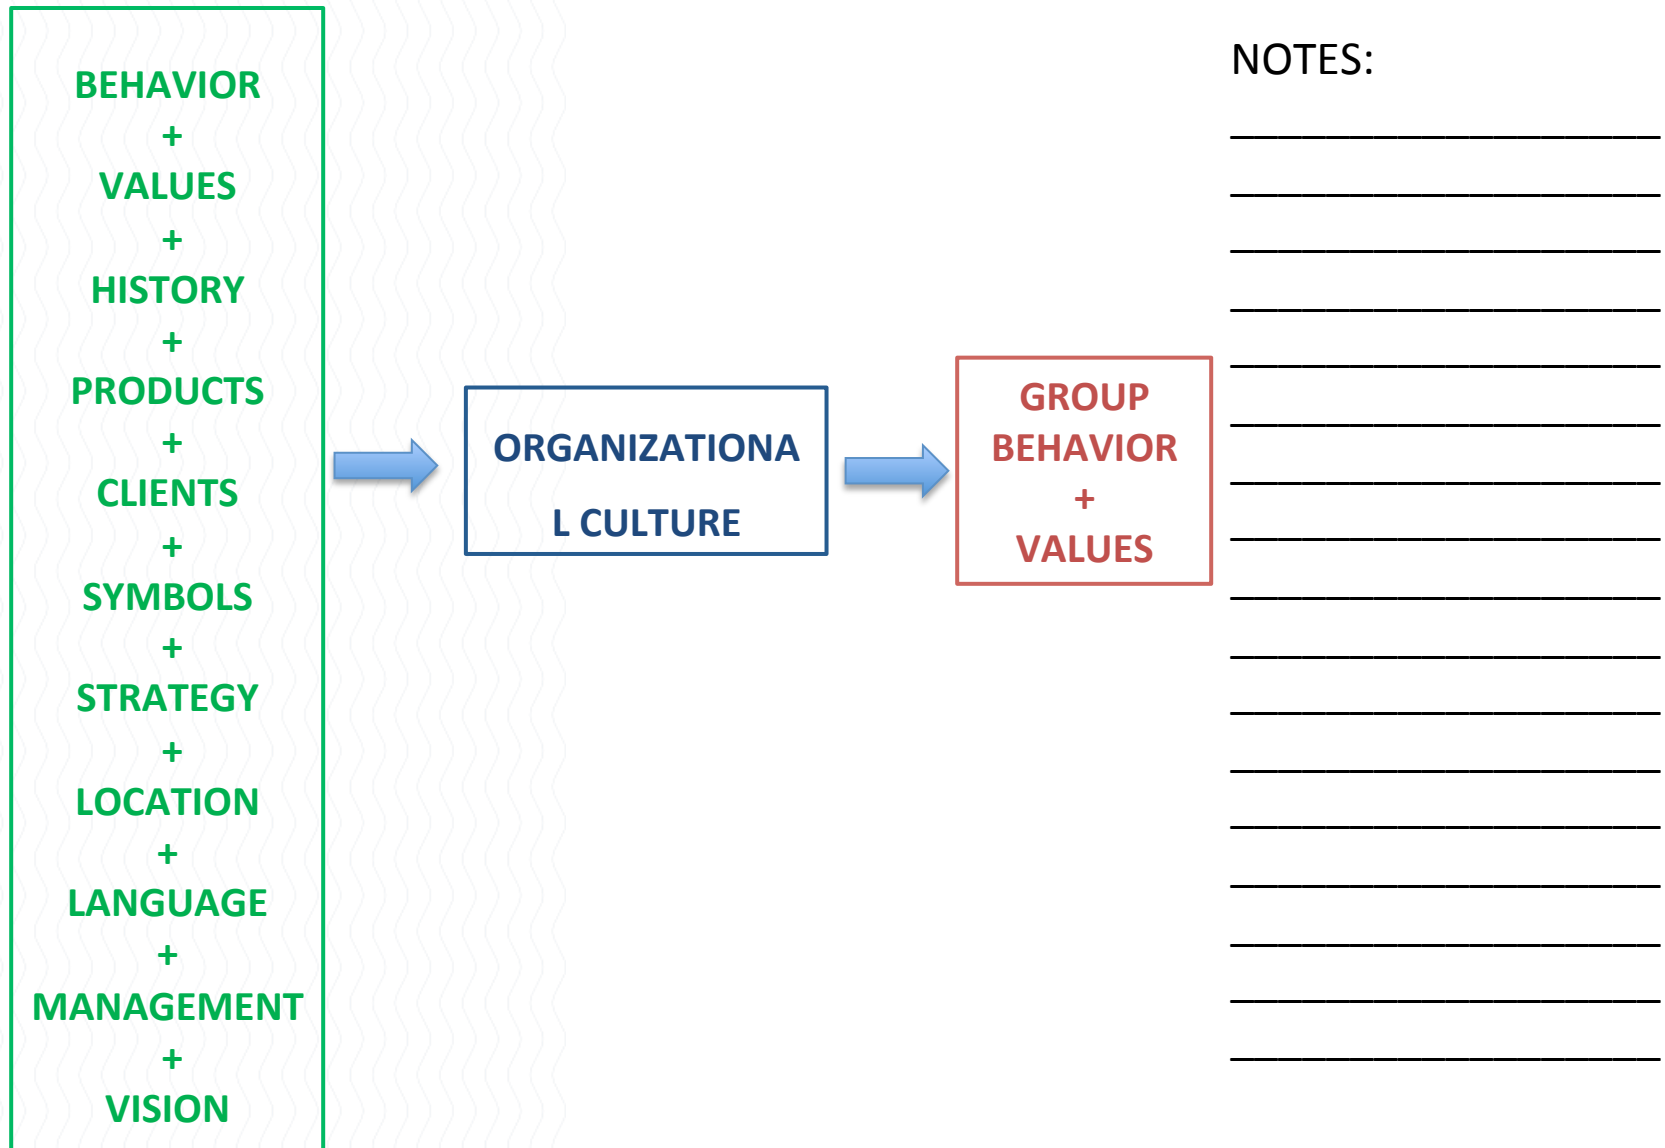 BEHAVIOR
+
VALUES
+
HISTORY
+
PRODUCTS
+
CLIENTS
+
SYMBOLS
+
STRATEGY
+
LOCATION
+
LANGUAGE
+
MANAGEMENT
+
VISION
ORGANIZATIONA
L CULTURE
GROUP
BEHAVIOR
+
VALUES
NOTES: